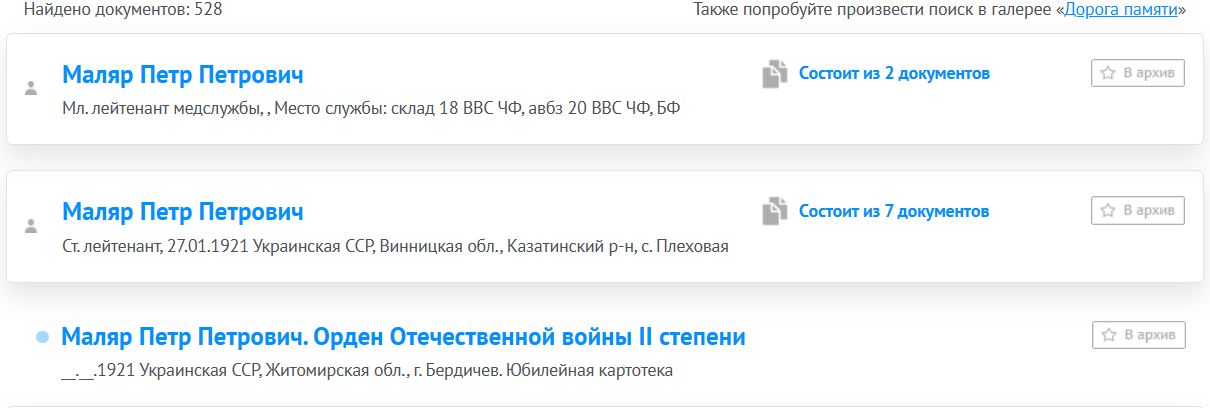 Найдено документов: 528
Также попробуйте произвести поиск в галерее «Дорога памяти»
Маляр Петр Петрович
Состоит из 2 документов
В архив
Мл. лейтенант медслужбы, , Место службы: склад 18 ВВС ЧФ, авбз 20 ВВС ЧФ, БФ
Маляр Петр Петрович
Состоит из 7 документов
В архив
Ст. лейтенант, 27.01.1921 Украинская ССР, Винницкая обл., Казатинский р-н, с. Плеховая
Маляр Петр Петрович. Орден Отечественной войны II степени
В архив
__.__.1921 Украинская ССР, Житомирская обл., г. Бердичев. Юбилейная картотека